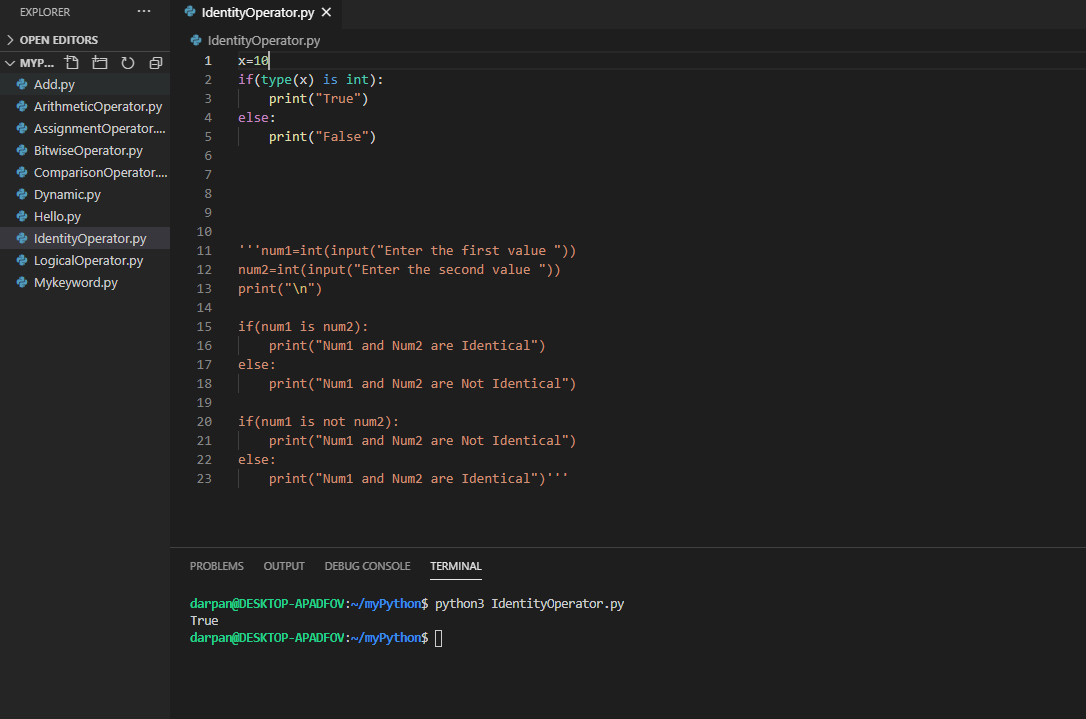 EXPLORER ...
OPEN EDITORS
MYP...
Add.py
ArithmeticOperator.py
AssignmentOperator....
BitwiseOperator.py
ComparisonOperator....
Dynamic.py
Hello.py
IdentityOperator.py
LogicalOperator.py
Mykeyword.py
IdentityOperator.py
IdentityOperator.py
1 x=10
2 if(type(x) is int):
3     print("True")
4 else:
5     print("False")
6
7
8
9
10
11 '''num1=int(input("Enter the first value "))
12 num2=int(input("Enter the second value "))
13 print("\n")
14
15 if(num1 is num2):
16     print("Num1 and Num2 are Identical")
17 else:
18     print("Num1 and Num2 are Not Identical")
19
20 if(num1 is not num2):
21     print("Num1 and Num2 are Not Identical")
22 else:
23     print("Num1 and Num2 are Identical")'''
PROBLEMS OUTPUT DEBUG CONSOLE TERMINAL
darpan@DESKTOP-APADFOV:~/myPython$ python3 IdentityOperator.py
True
darpan@DESKTOP-APADFOV:~/myPython$